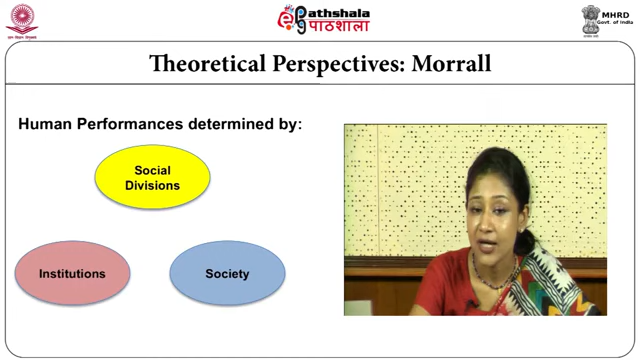 Pathshala
पाठशाला
MHRD
Govt. of India
Theoretical Perspectives: Morrall
Human Performances determined by:
Social
Divisions
Institutions
Society